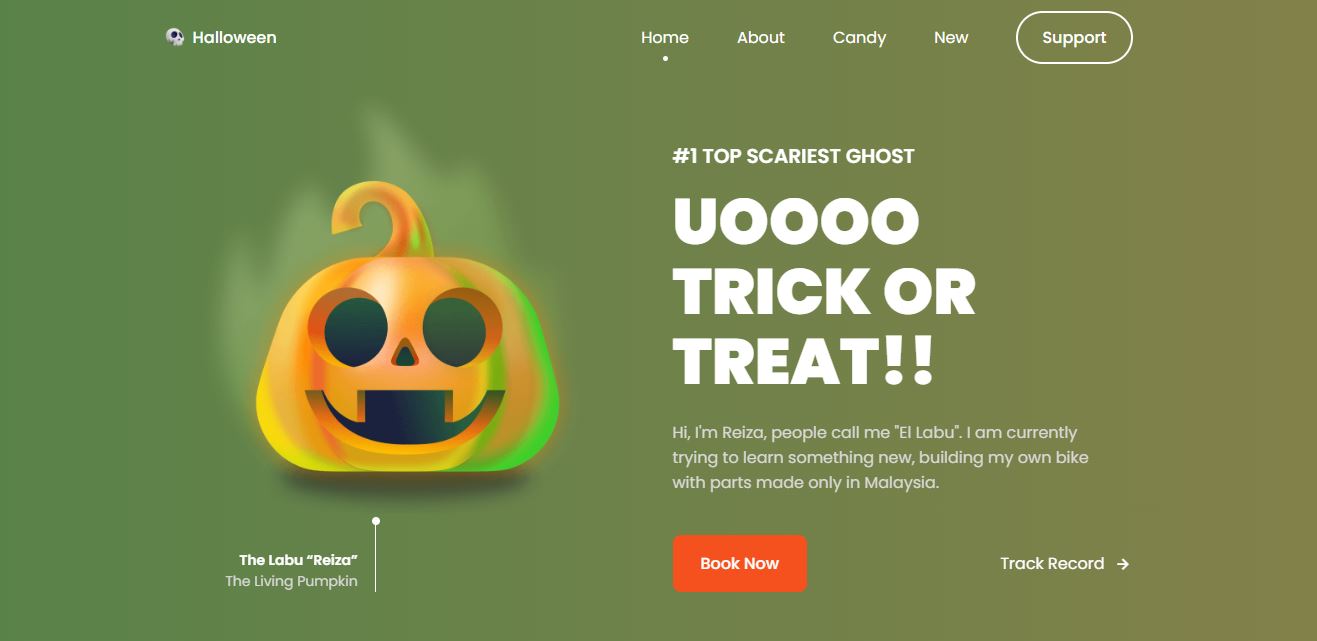 Halloween
Home
About
Candy
New
Support
#1 TOP SCARIEST GHOST
UOOOO
TRICK OR
TREAT!!
Hi, I'm Reiza, people call me "El Labu". I am currently
trying to learn something new, building my own bike
with parts made only in Malaysia.
Book Now
Track Record
The Labu “Reiza”
The Living Pumpkin